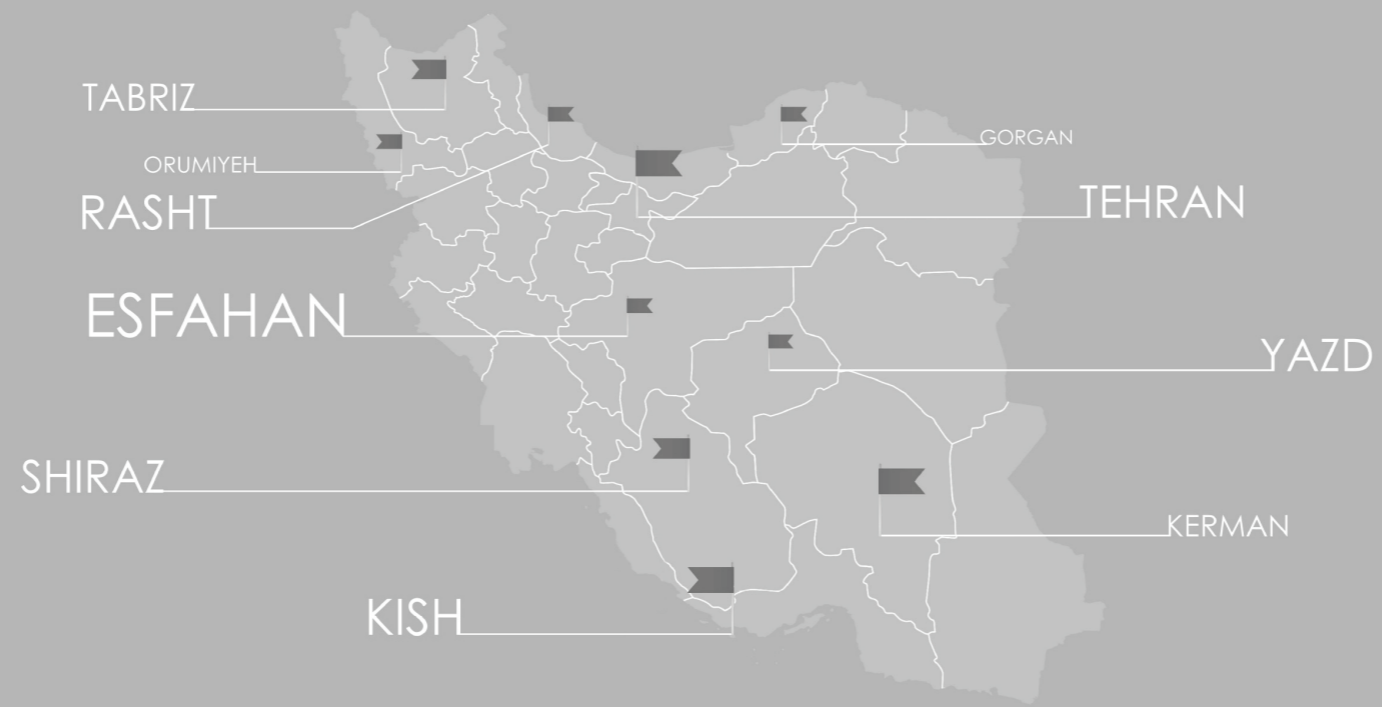 TABRIZ
GORGAN
ORUMIYEH
RASHT
TEHRAN
ESFAHAN
YAZD
SHIRAZ
KERMAN
KISH